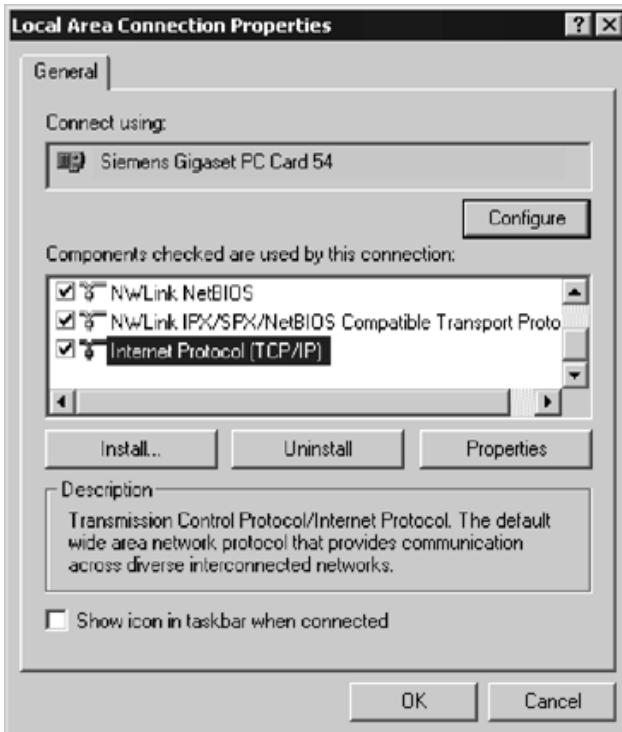 Local Area Connection Properties
General
Connect using:
Siemens Gigaset PC Card 54
Configure
Components checked are used by this connection:
NWLink NetBIOS
NWLink IPX/SPX/NetBIOS Compatible Transport Proto
Internet Protocol (TCP/IP)
Install... Uninstall Properties
Description
Transmission Control Protocol/Internet Protocol. The default
wide area network protocol that provides communication
across diverse interconnected networks.
Show icon in taskbar when connected
OK Cancel